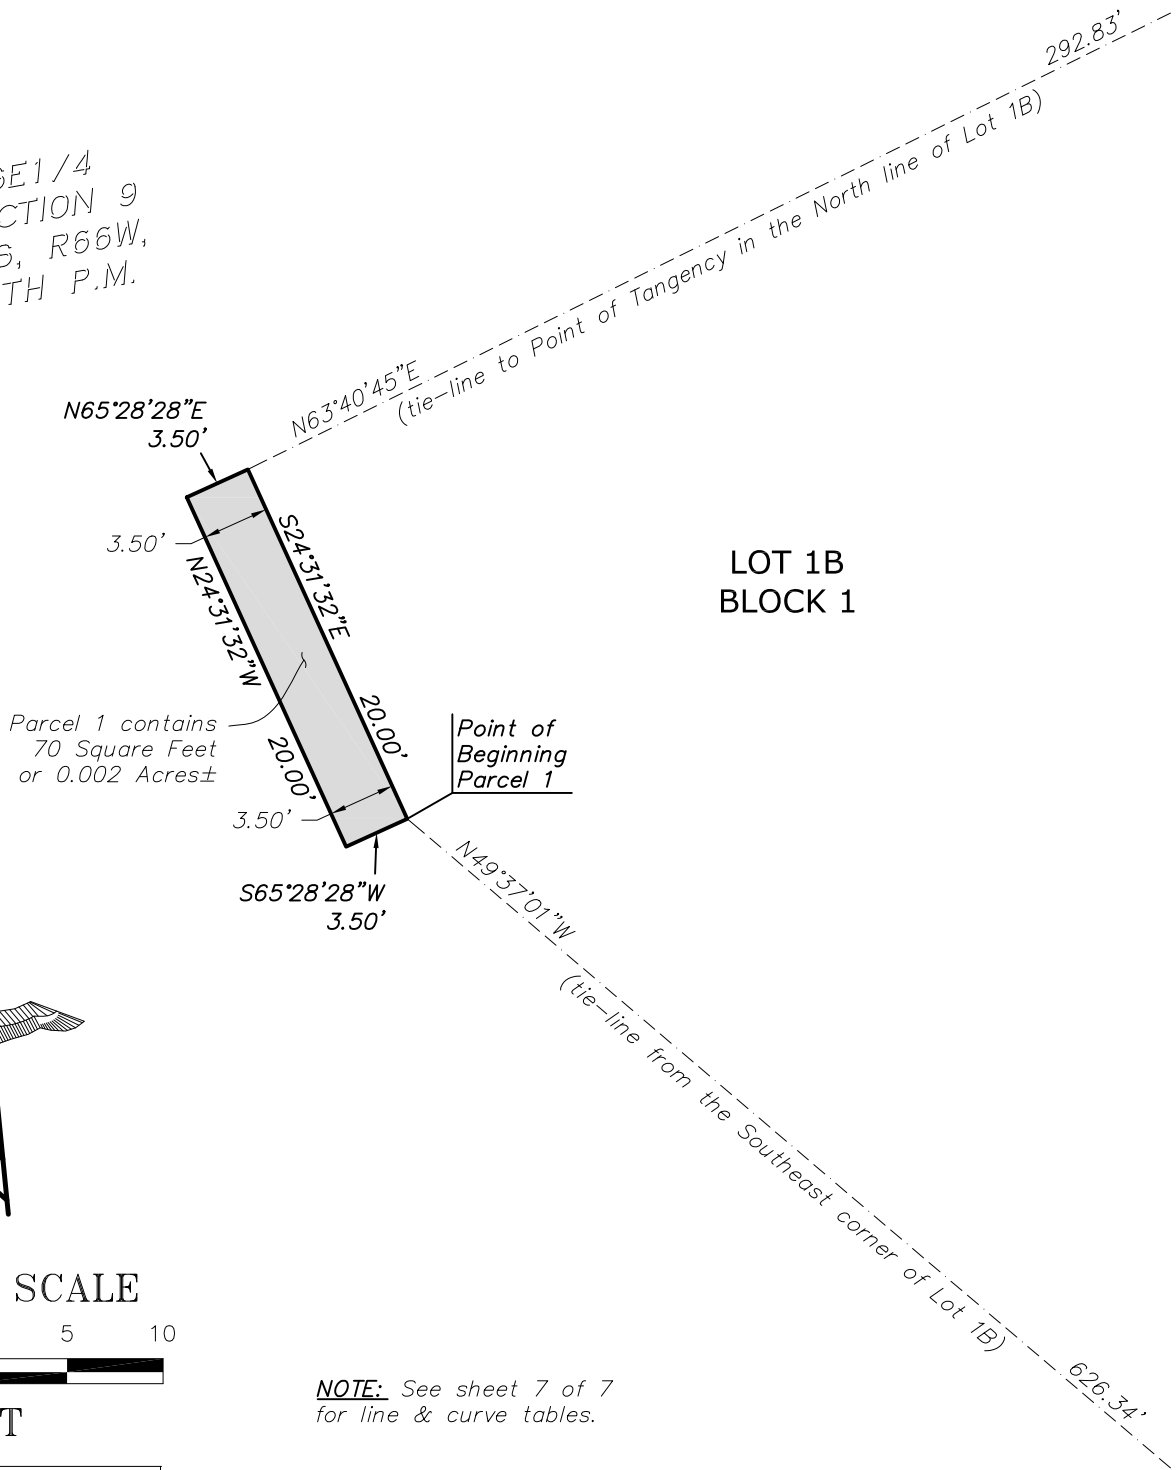 292.83'
(tie-line to Point of Tangency in the North line of Lot 1B)
N63°40'45"E
9
R66W,
P.M.
N65°28'28"E
3.50'
3.50'
S24°31'32"E
20.00'
N24°31'32"W
20.00'
LOT 1B
BLOCK 1
Parcel 1 contains
70 Square Feet
or 0.002 Acres±
Point of
Beginning
Parcel 1
3.50'
S65°28'28"W
3.50'
N49°37'01"W
(tie-line from the Southeast corner of Lot 1B)
626.34'
SCALE
5 10
NOTE: See sheet 7 of 7
for line & curve tables.